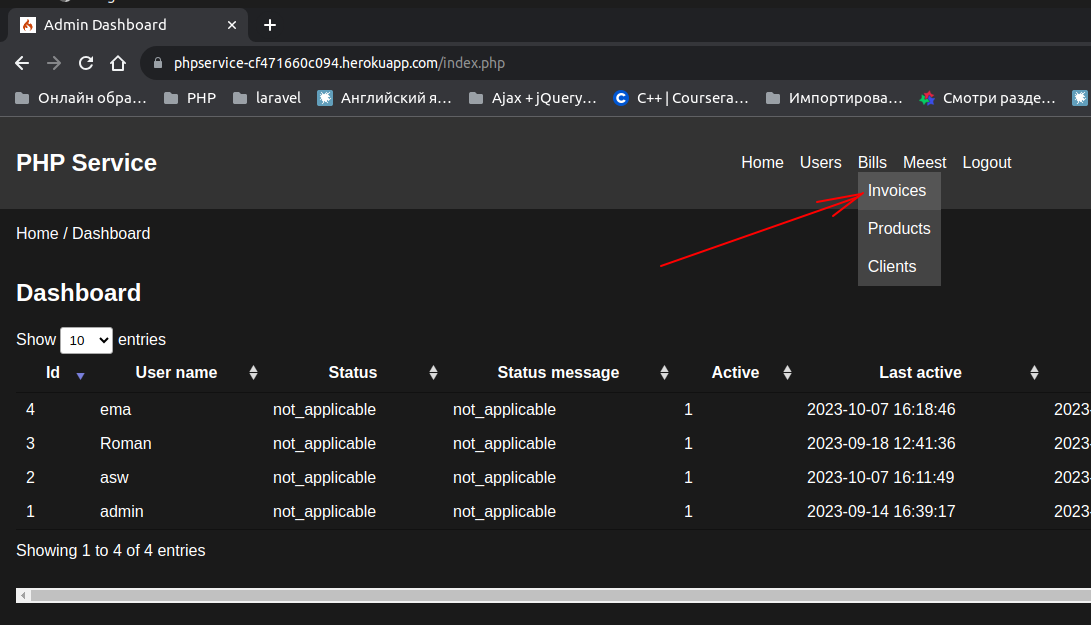 Admin Dashboard
phpservice-cf471660c094.herokuapp.com/index.php
Онлайн обра… PHP laravel Английский я… Ajax + jQuery… C++ | Coursera… Импортирова… Смотри разде…
PHP Service
Home Users Bills Meest Logout
Invoices
Products
Clients
Home / Dashboard
Dashboard
Show 10 entries
Id User name Status Status message Active Last active
4 ema not_applicable not_applicable 1 2023-10-07 16:18:46 2023
3 Roman not_applicable not_applicable 1 2023-09-18 12:41:36 2023
2 asw not_applicable not_applicable 1 2023-10-07 16:11:49 2023
1 admin not_applicable not_applicable 1 2023-09-14 16:39:17 2023
Showing 1 to 4 of 4 entries